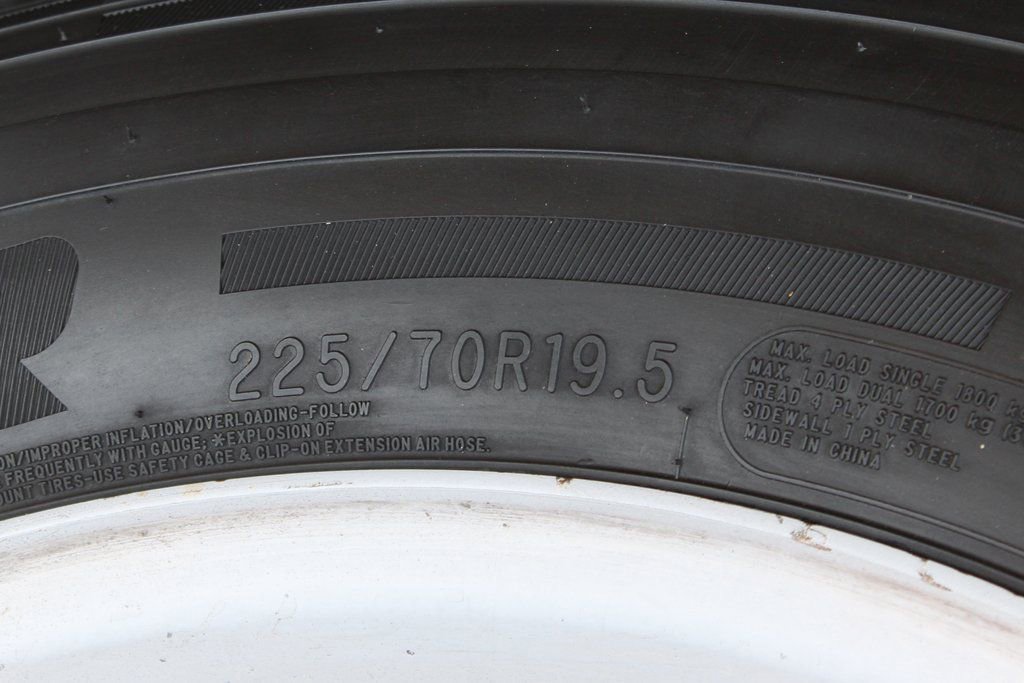 225/70R19.5
ON/IMPROPER INFLATION/OVERLOADING-FOLLOW
FREQUENTLY WITH GAUGE; *EXPLOSION OF
OUNT TIRES-USE SAFETY CAGE & CLIP-ON EXTENSION AIR HOSE.
MAX. LOAD SINGLE 1800 K
MAX. LOAD DUAL 1700 kg (3
TREAD 4 PLY STEEL
SIDEWALL 1 PLY STEEL
MADE IN CHINA